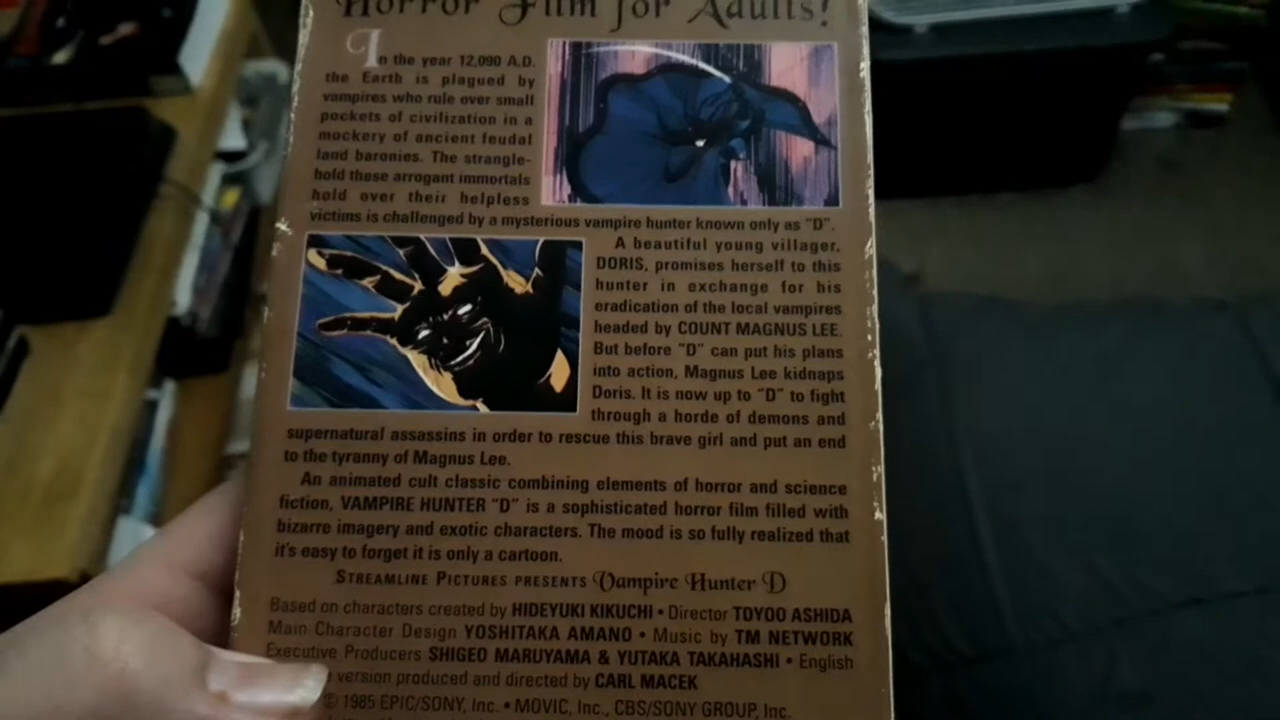 Horror Film for Adults!
In the year 12,090 A.D.
the Earth is plagued by
vampires who rule over small
pockets of civilization in a
mockery of ancient feudal
land baronies. The strangle-
hold these arrogant immortals
hold over their helpless
victims is challenged by a mysterious vampire hunter known only as "D".
A beautiful young villager,
DORIS, promises herself to this
hunter in exchange for his
eradication of the local vampires
headed by COUNT MAGNUS LEE.
But before "D" can put his plans
into action, Magnus Lee kidnaps
Doris. It is now up to "D" to fight
through a horde of demons and
supernatural assassins in order to rescue this brave girl and put an end
to the tyranny of Magnus Lee.
An animated cult classic combining elements of horror and science
fiction, VAMPIRE HUNTER "D" is a sophisticated horror film filled with
bizarre imagery and exotic characters. The mood is so fully realized that
it's easy to forget it is only a cartoon.
STREAMLINE PICTURES PRESENTS Vampire Hunter D
Based on characters created by HIDEYUKI KIKUCHI • Director TOYOO ASHIDA
Main Character Design YOSHITAKA AMANO • Music by TM NETWORK
Executive Producers SHIGEO MARUYAMA & YUTAKA TAKAHASHI • English
version produced and directed by CARL MACEK
© 1985 EPIC/SONY, Inc. • MOVIC, Inc., CBS/SONY GROUP, Inc.